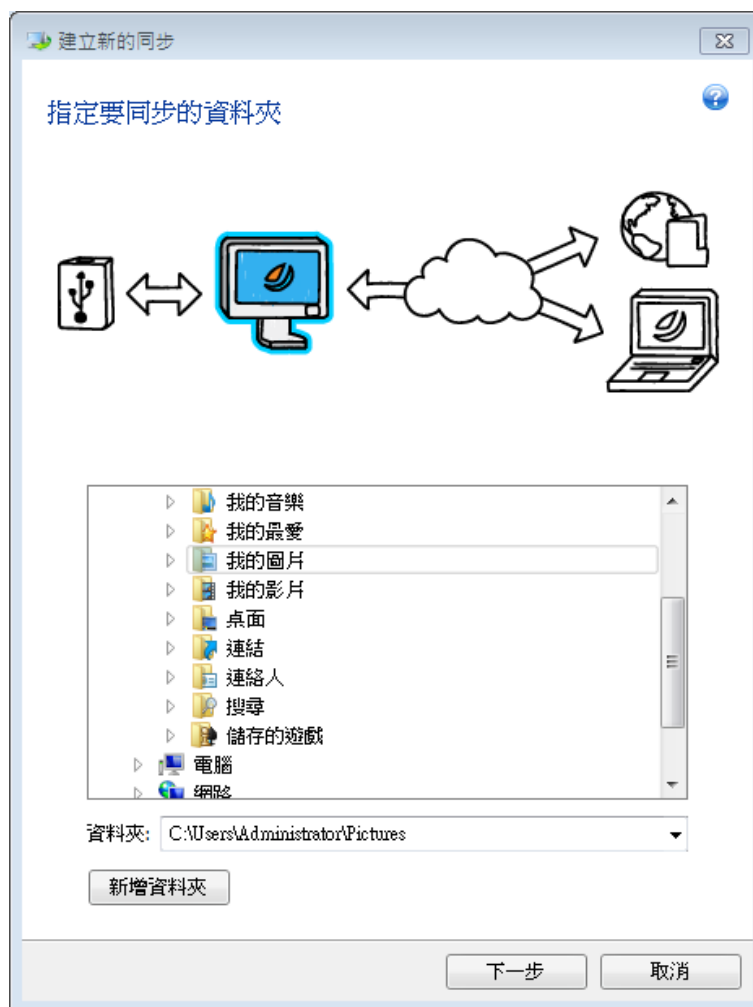 建立新的同步
指定要同步的資料夾
我的音樂
我的最愛
我的圖片
我的影片
桌面
連結
連絡人
搜尋
儲存的遊戲
電腦
網路
資料夾: C:\Users\Administrator\Pictures
新增資料夾
下一步 取消